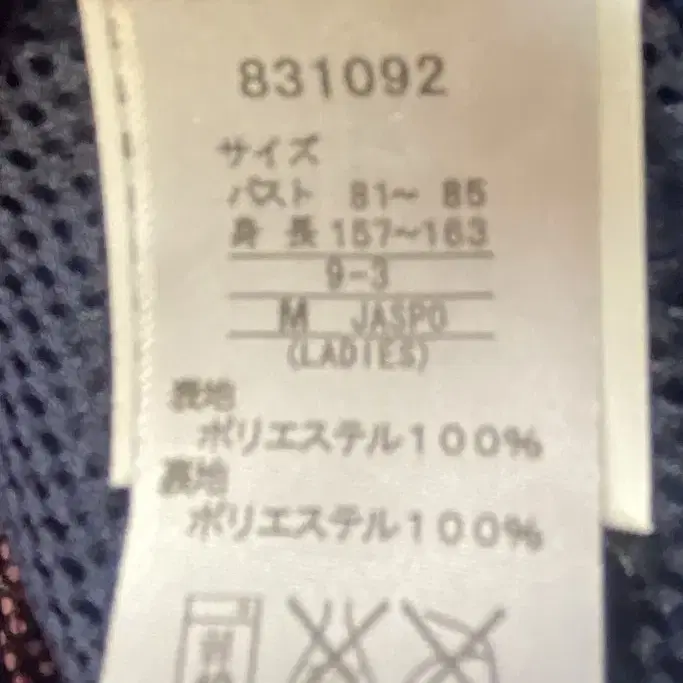 831092
サイズ
バスト 81～ 85
身 長 157～163
9-3
M JASPO
(LADIES)
表地
ポリエステル100%
裏地
ポリエステル100%